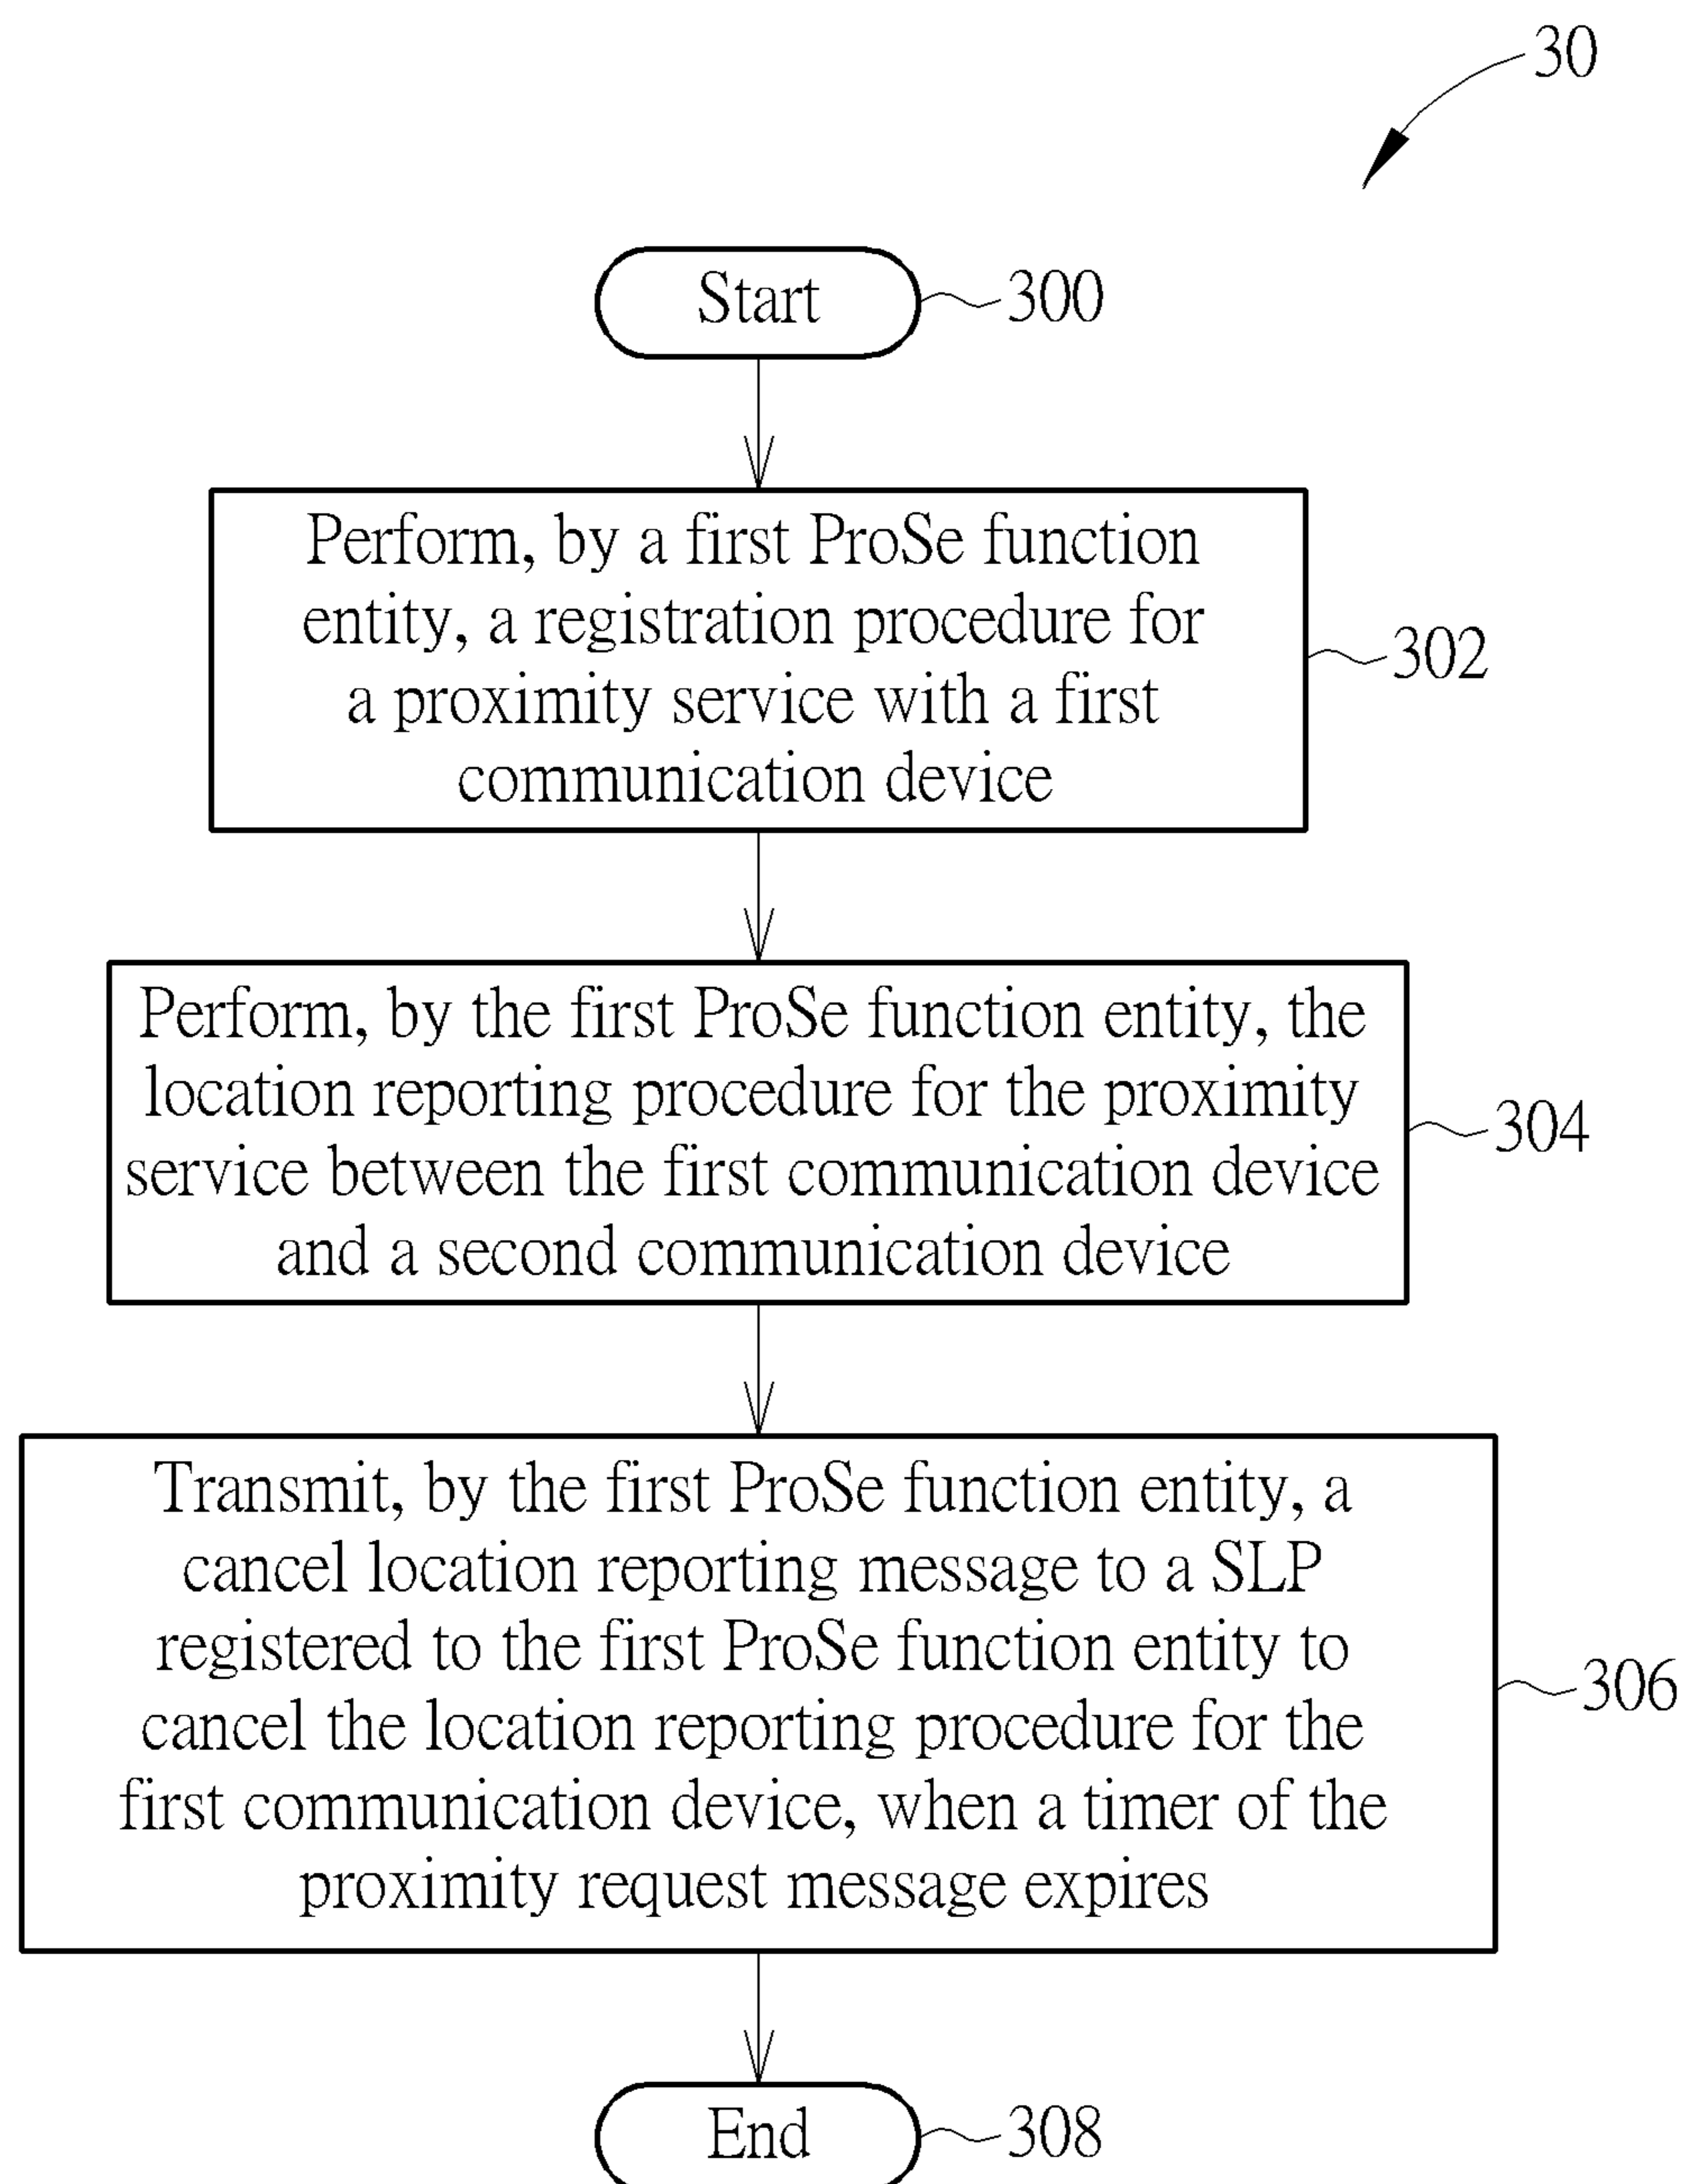 30
Start
300
Perform, by a first ProSe function
entity, a registration procedure for
a proximity service with a first
communication device
302
Perform, by the first ProSe function entity, the
location reporting procedure for the proximity
service between the first communication device
and a second communication device
304
Transmit, by the first ProSe function entity, a
cancel location reporting message to a SLP
registered to the first ProSe function entity to
cancel the location reporting procedure for the
first communication device, when a timer of the
proximity request message expires
306
End
308